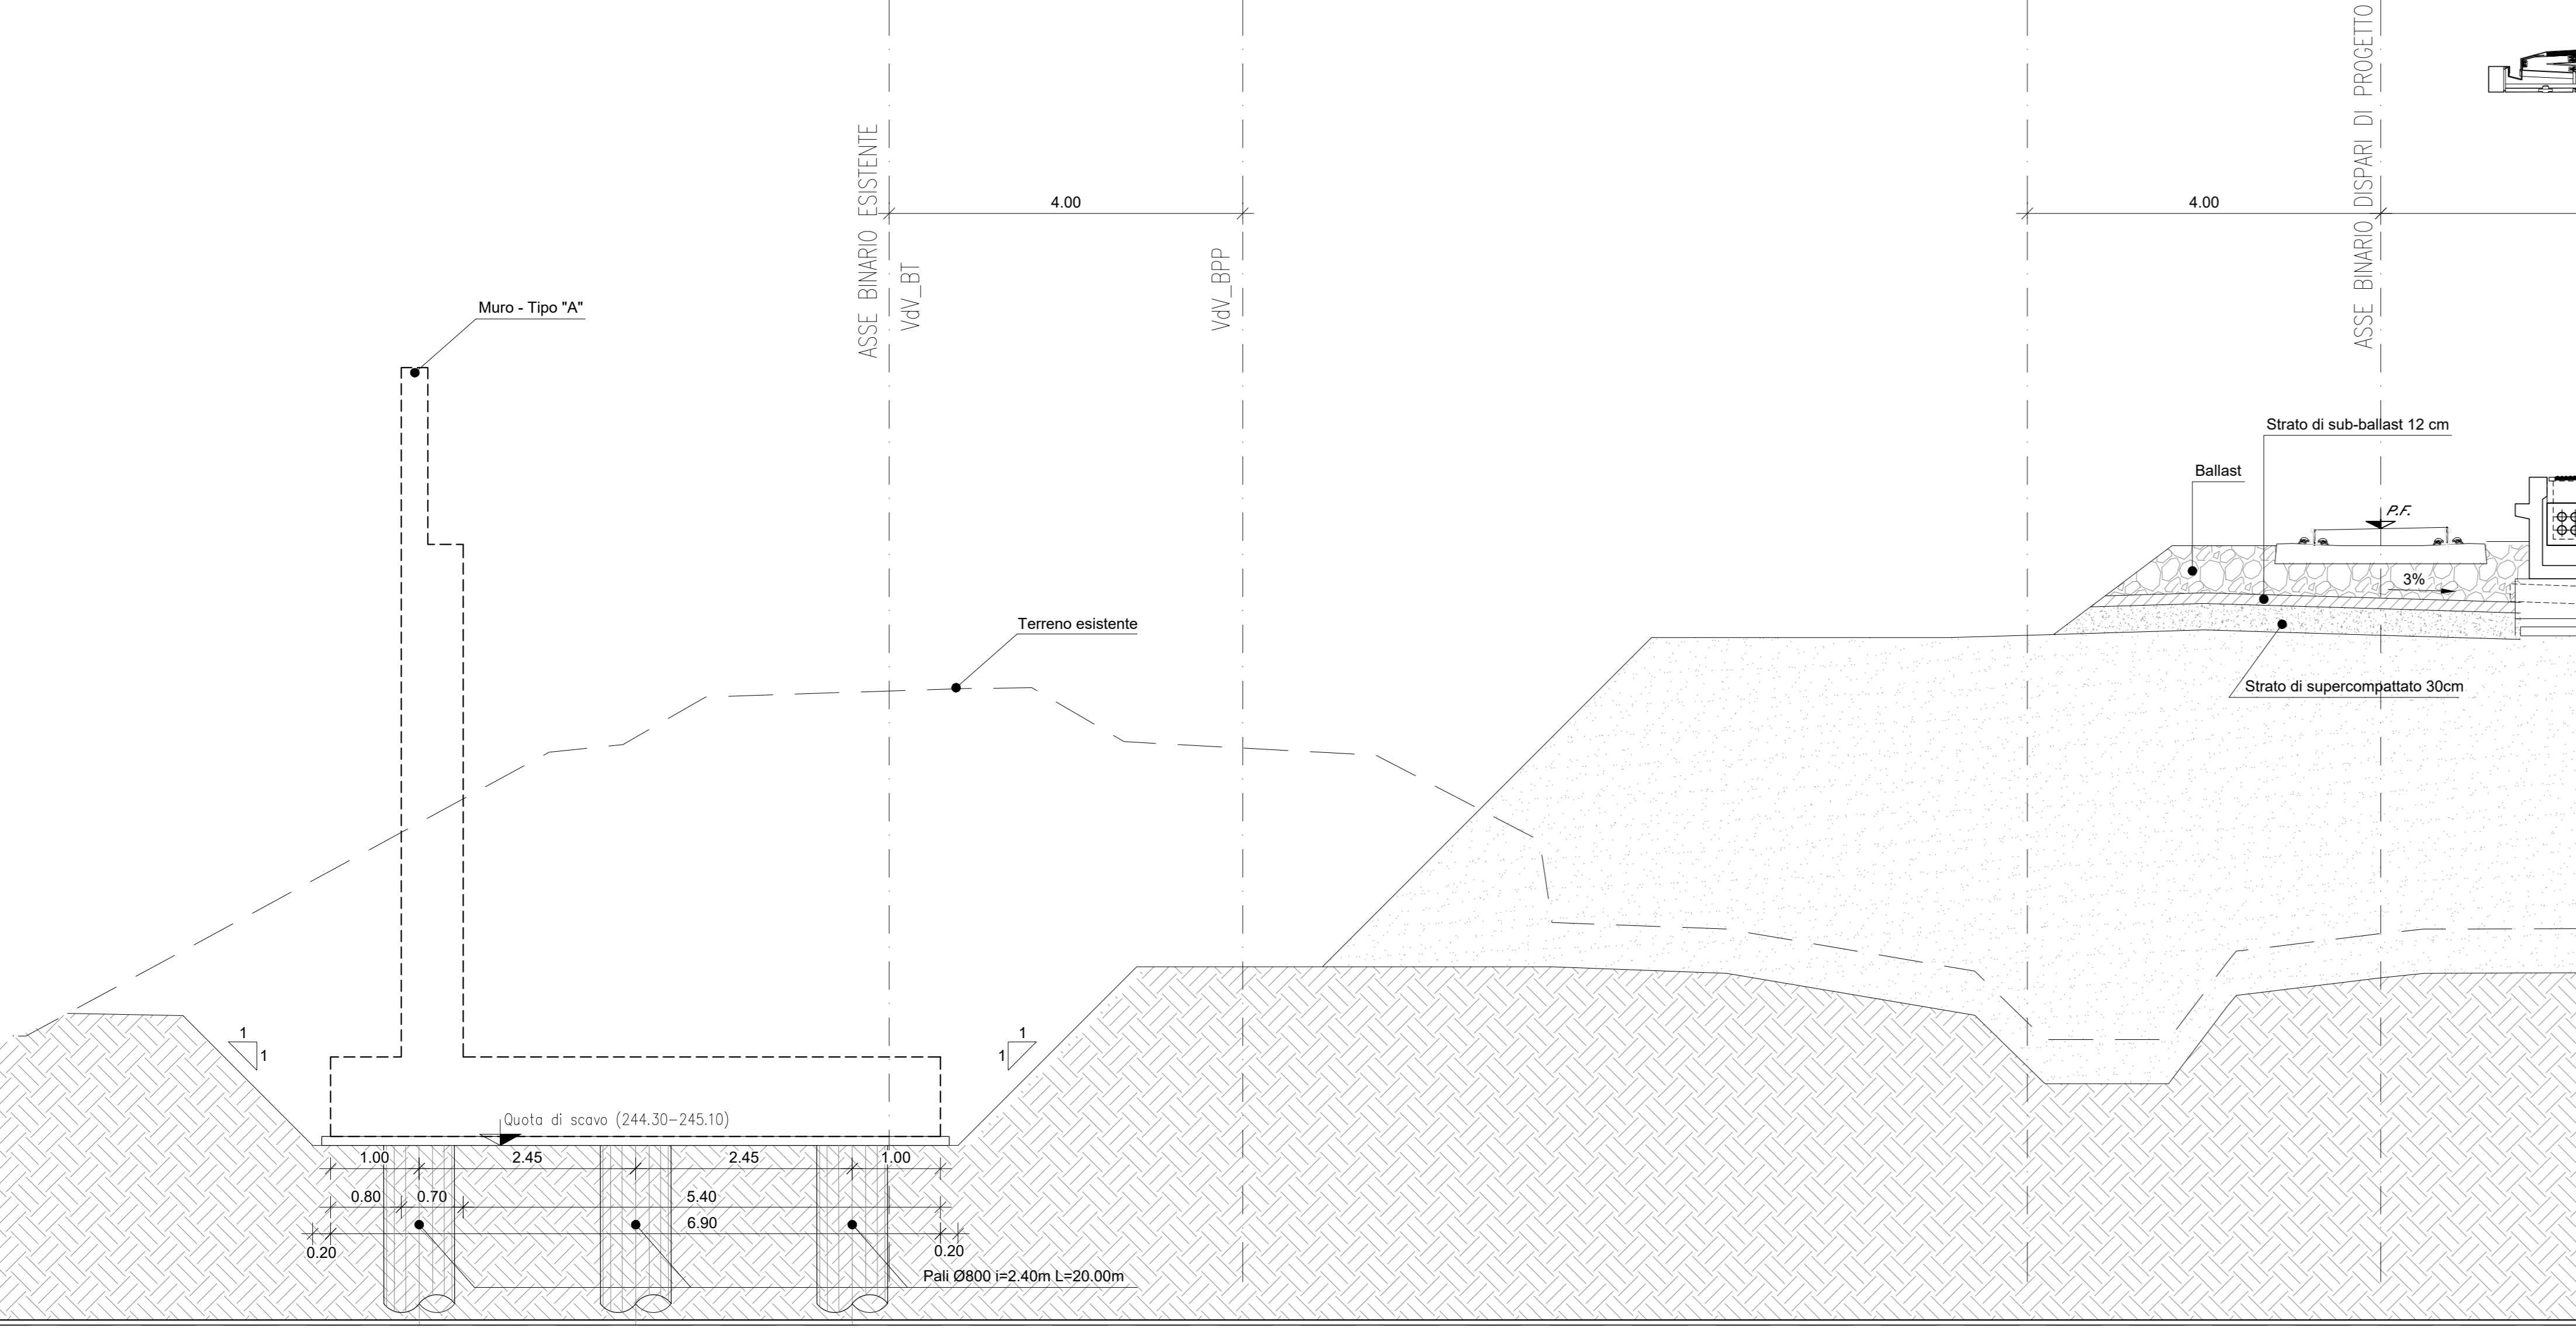 ASSE BINARIO ESISTENTE
VdV_BT
VdV_BPP
4.00
4.00
ASSE BINARIO DISPARI DI PROGETTO
Muro - Tipo "A"
Strato di sub-ballast 12 cm
Ballast
P.F.
3%
Terreno esistente
Strato di supercompattato 30cm
1
1
1
1
Quota di scavo (244.30-245.10)
1.00
2.45
2.45
1.00
0.80
0.70
5.40
6.90
0.20
0.20
Pali Ø800 i=2.40m L=20.00m